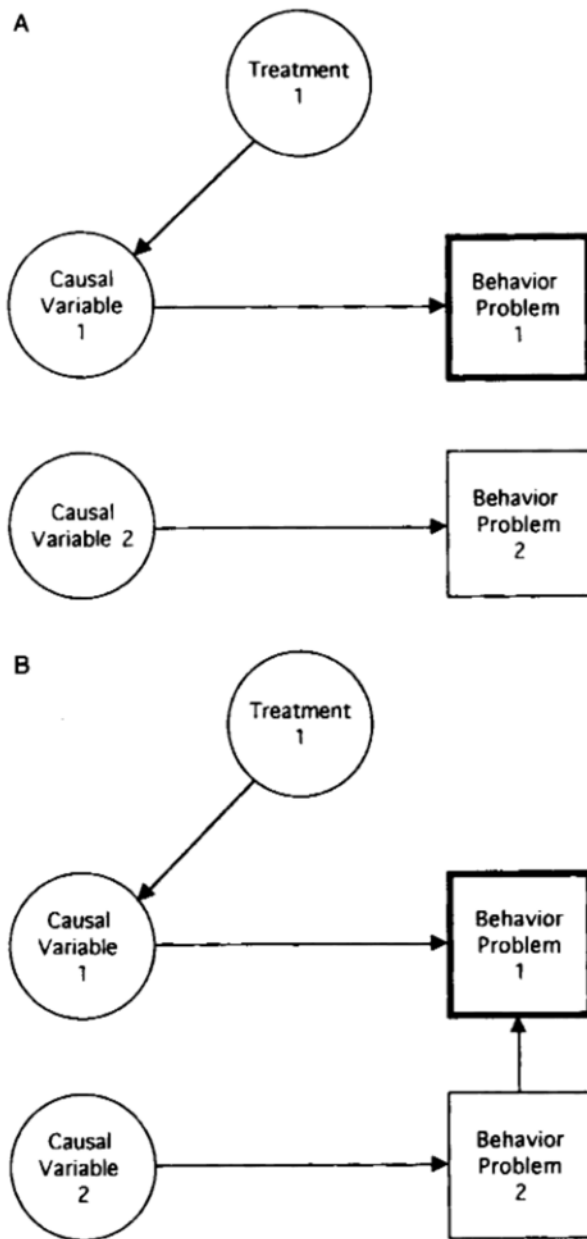 A
Treatment
1
Causal
Variable
1
Behavior
Problem
1
Causal
Variable 2
Behavior
Problem
2
B
Treatment
1
Causal
Variable
1
Behavior
Problem
1
Causal
Variable
2
Behavior
Problem
2